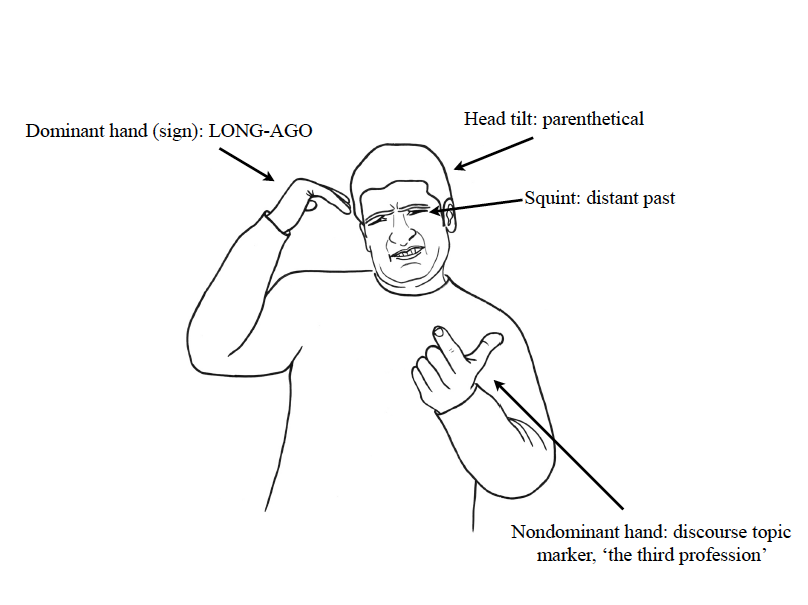 Head tilt: parenthetical
Dominant hand (sign): LONG-AGO
Squint: distant past
Nondominant hand: discourse topic
marker, ‘the third profession’